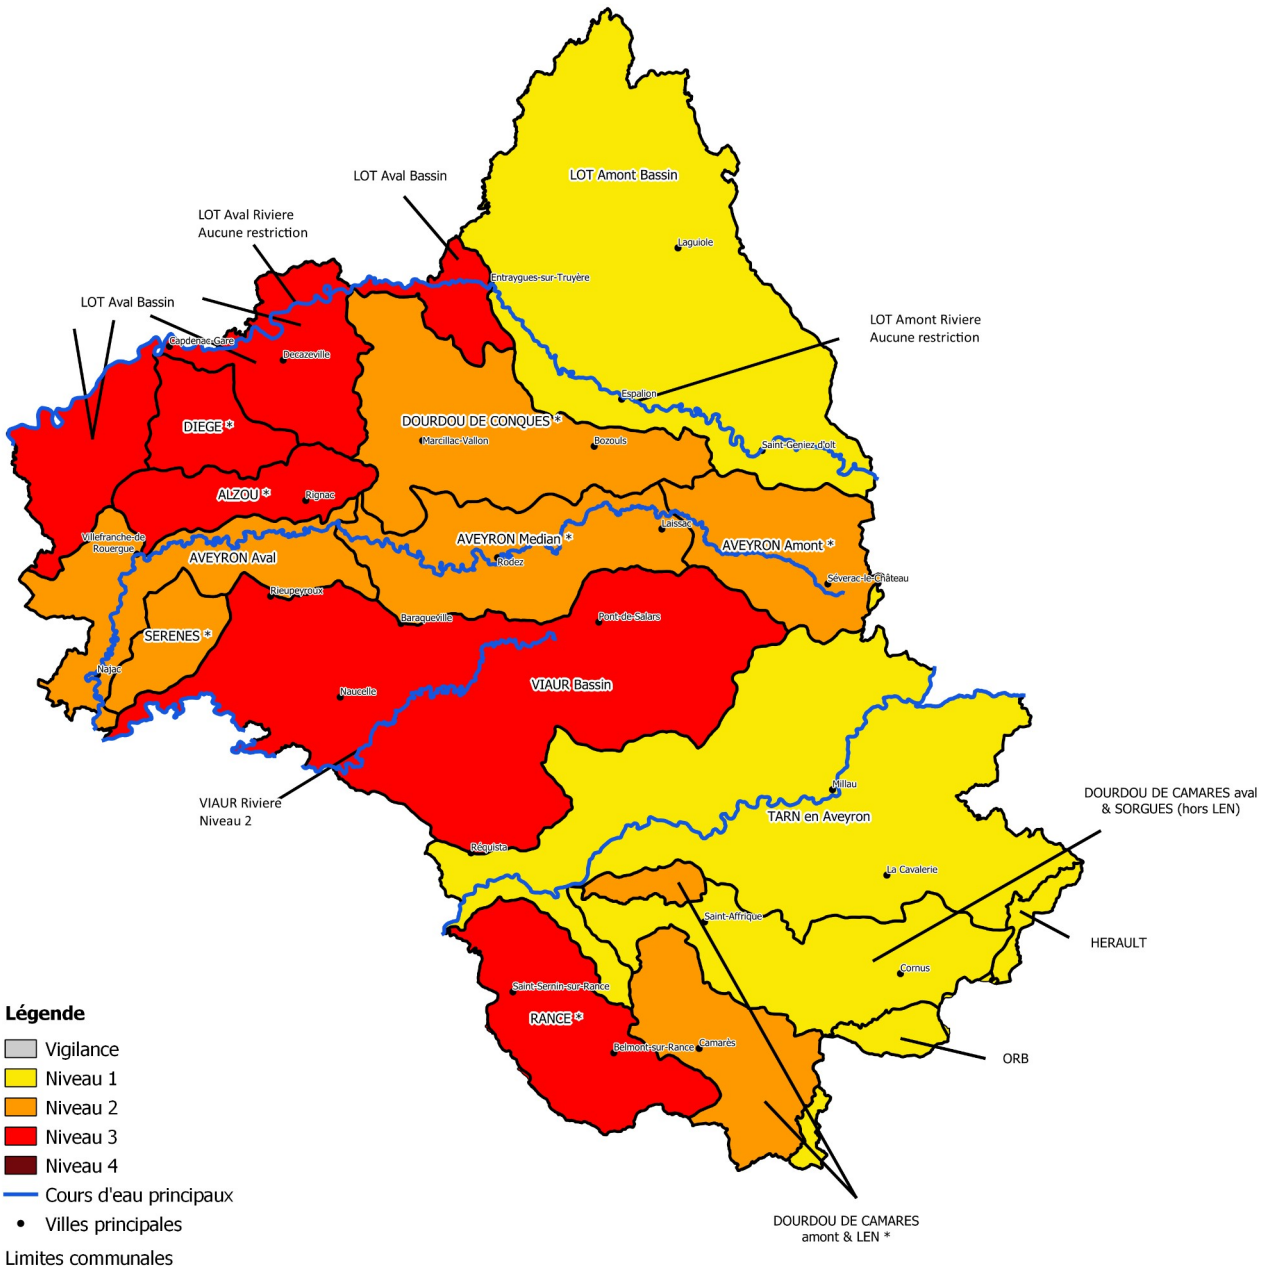 LOT Amont Bassin
LOT Aval Bassin
LOT Aval Riviere
Aucune restriction
Laguiole
Entraygues-sur-Truyère
LOT Aval Bassin
LOT Amont Riviere
Aucune restriction
Capdenac-Gare
Decazeville
Espalion
DIEGE *
DOURDOU DE CONQUES *
Marcillac-Vallon
Bozouls
Saint-Geniez d'olt
ALZOU *
Rignac
Villefranche-de
Rouergue
AVEYRON Aval
AVEYRON Median *
Rodez
Laissac
AVEYRON Amont *
Séverac-le-Château
Rieupeyroux
Baraqueville
Pont-de-Salars
SERENES *
Najac
Naucelle
VIAUR Bassin
VIAUR Riviere
Niveau 2
Millau
TARN en Aveyron
DOURDOU DE CAMARES aval
& SORGUES (hors LEN)
Réquista
La Cavalerie
Saint-Affrique
HERAULT
Cornus
Saint-Sernin-sur-Rance
RANCE *
Belmont-sur-Rance
Camarès
ORB
DOURDOU DE CAMARES
amont & LEN *
Légende
Vigilance
Niveau 1
Niveau 2
Niveau 3
Niveau 4
Cours d'eau principaux
Villes principales
Limites communales